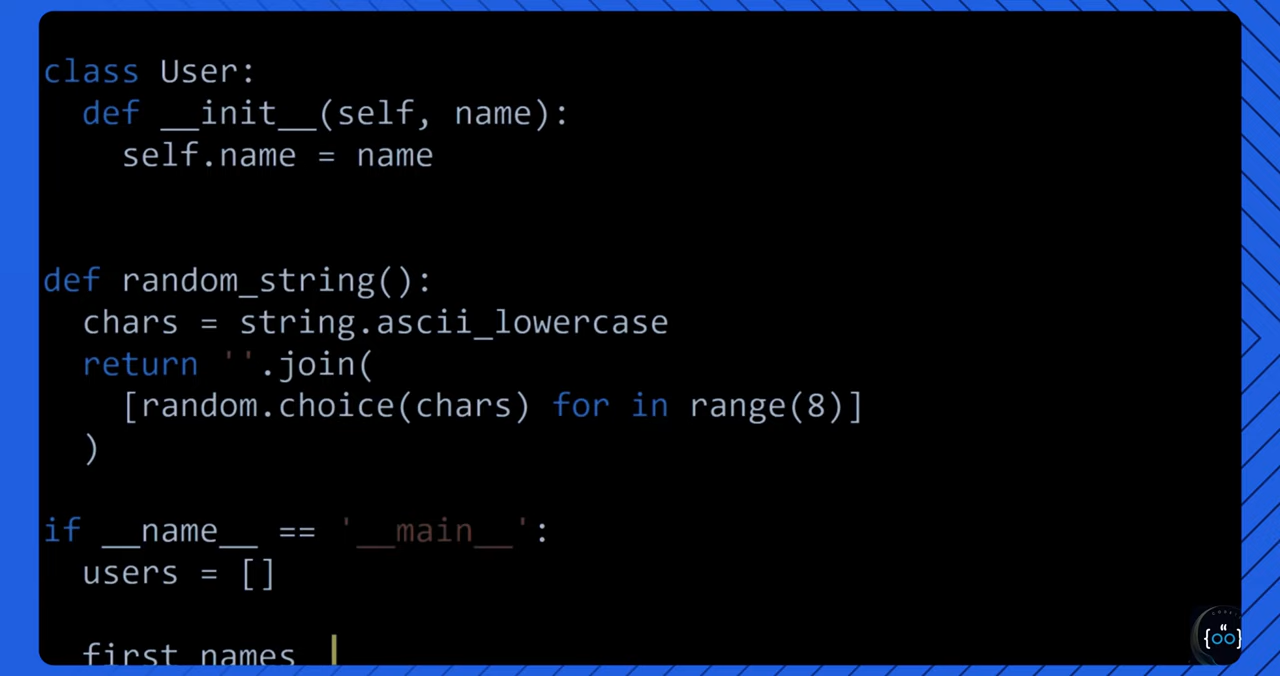 class User:
  def __init__(self, name):
    self.name = name
def random_string():
  chars = string.ascii_lowercase
  return ''.join(
    [random.choice(chars) for in range(8)]
  )
if __name__ == '__main__':
  users = []
  first_names